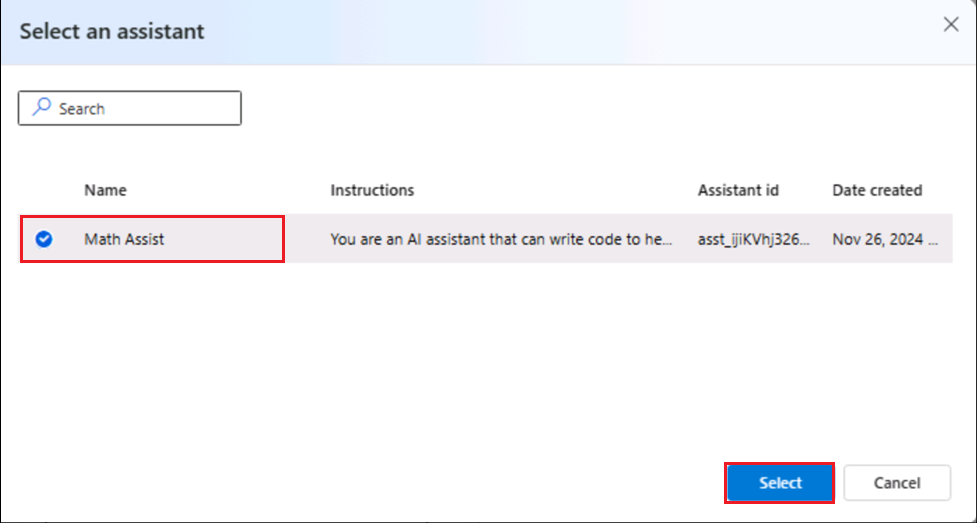 Select an assistant
Search
Name Instructions Assistant id Date created
Math Assist You are an AI assistant that can write code to he... asst_ijiKVhj326... Nov 26, 2024 ...
Select Cancel